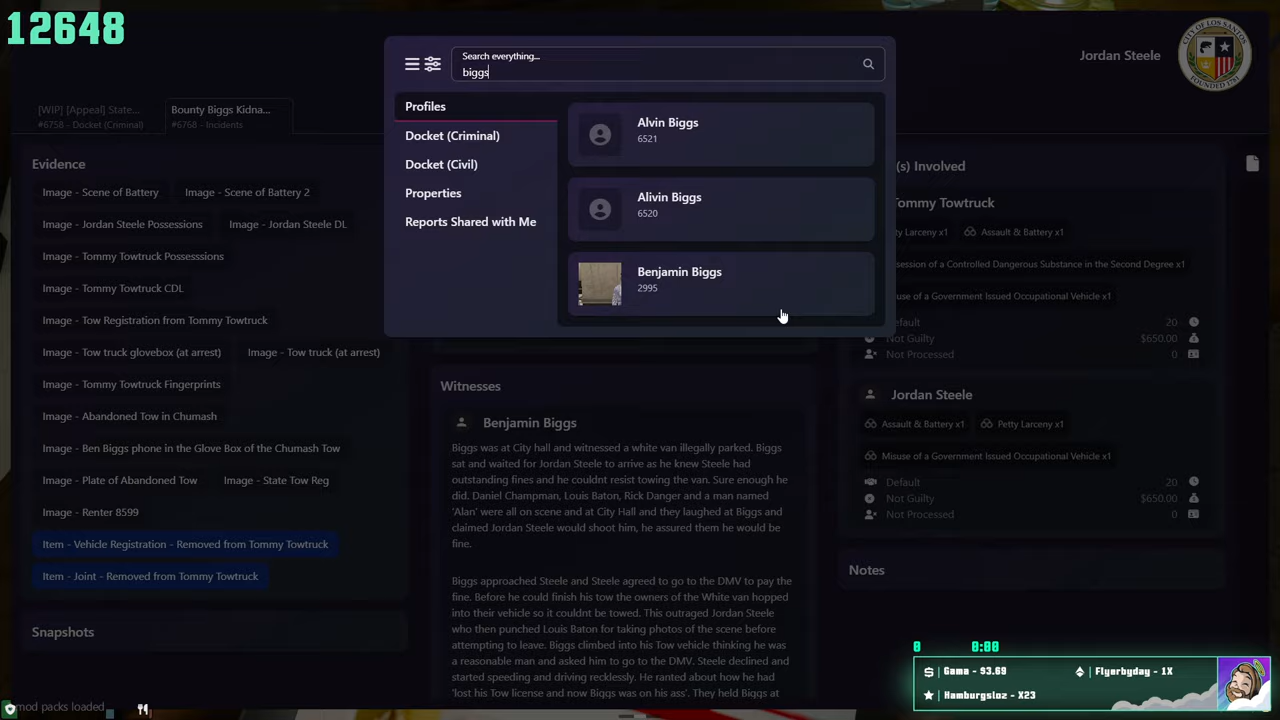 12648
Search everything...
biggs
Jordan Steele
CITY OF LOS SANTOS
FOUNDED 1781
[WIP] [Appeal] State...
#6758 - Docket (Criminal)
Bounty Biggs Kidna...
#6768 - Incidents
Profiles
Docket (Criminal)
Docket (Civil)
Properties
Reports Shared with Me
Alvin Biggs
6521
Alivin Biggs
6520
Benjamin Biggs
2995
Evidence
Image - Scene of Battery
Image - Scene of Battery 2
Image - Jordan Steele Possessions
Image - Jordan Steele DL
Image - Tommy Towtruck Possesssions
Image - Tommy Towtruck CDL
Image - Tow Registration from Tommy Towtruck
Image - Tow truck glovebox (at arrest)
Image - Tow truck (at arrest)
Image - Tommy Towtruck Fingerprints
Image - Abandoned Tow in Chumash
Image - Ben Biggs phone in the Glove Box of the Chumash Tow
Image - Plate of Abandoned Tow
Image - State Tow Reg
Image - Renter 8599
Item - Vehicle Registration - Removed from Tommy Towtruck
Item - Joint - Removed from Tommy Towtruck
Snapshots
Witnesses
Benjamin Biggs
Biggs was at City hall and witnessed a white van illegally parked. Biggs
sat and waited for Jordan Steele to arrive as he knew Steele had
outstanding fines and he couldnt resist towing the van. Sure enough he
did. Daniel Champman, Louis Baton, Rick Danger and a man named
'Alan' were all on scene and at City Hall and they laughed at Biggs and
claimed Jordan Steele would shoot him, he assured them he would be
fine.
Biggs approached Steele and Steele agreed to go to the DMV to pay the
fine. Before he could finish his tow the owners of the White van hopped
into their vehicle so it couldnt be towed. This outraged Jordan Steele
who then punched Louis Baton for taking photos of the scene before
attempting to leave. Biggs climbed into his Tow vehicle thinking he was
a reasonable man and asked him to go to the DMV. Steele declined and
started speeding and driving recklessly. He ranted about how he had
'lost his Tow license and now Biggs was on his ass'. They held Biggs at
(s) Involved
ommy Towtruck
ty Larceny x1
Assault & Battery x1
session of a Controlled Dangerous Substance in the Second Degree x1
use of a Government Issued Occupational Vehicle x1
Default
20
Not Guilty
$650.00
Not Processed
0
Jordan Steele
Assault & Battery x1
Petty Larceny x1
Misuse of a Government Issued Occupational Vehicle x1
Default
20
Not Guilty
$650.00
Not Processed
0
Notes
0
0:00
Gama - 93.69
Flyerbyday - 1X
Hamburgsloz - X23
mod packs loaded